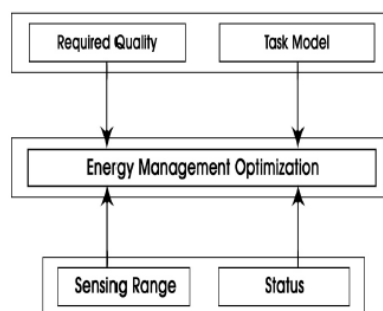 Required Quality
Task Model
Energy Management Optimization
Sensing Range
Status